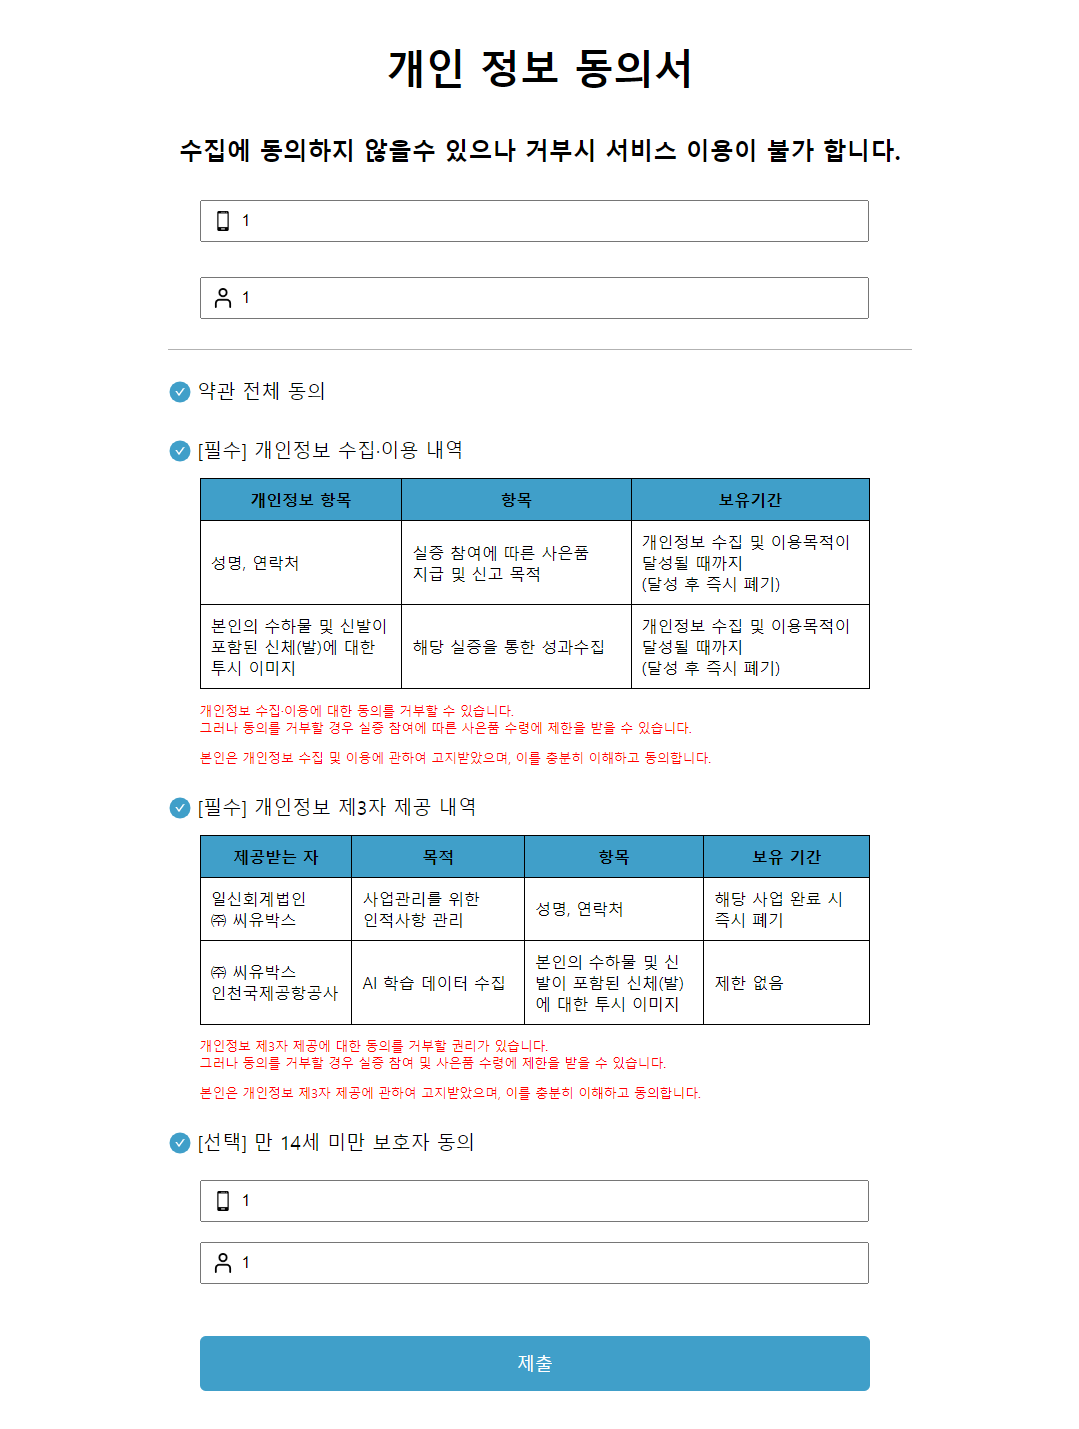 개인 정보 동의서
수집에 동의하지 않을수 있으나 거부시 서비스 이용이 불가 합니다.
1
1
약관 전체 동의
[필수] 개인정보 수집·이용 내역
개인정보 항목 항목 보유기간
성명, 연락처
실증 참여에 따른 사은품
지급 및 신고 목적
개인정보 수집 및 이용목적이
달성될 때까지
(달성 후 즉시 폐기)
본인의 수하물 및 신발이
포함된 신체(발)에 대한
투시 이미지
해당 실증을 통한 성과수집
개인정보 수집 및 이용목적이
달성될 때까지
(달성 후 즉시 폐기)
개인정보 수집·이용에 대한 동의를 거부할 수 있습니다.
그러나 동의를 거부할 경우 실증 참여에 따른 사은품 수령에 제한을 받을 수 있습니다.
본인은 개인정보 수집 및 이용에 관하여 고지받았으며, 이를 충분히 이해하고 동의합니다.
[필수] 개인정보 제3자 제공 내역
제공받는 자 목적 항목 보유 기간
일신회계법인
㈜ 씨유박스
사업관리를 위한
인적사항 관리
성명, 연락처
해당 사업 완료 시
즉시 폐기
㈜ 씨유박스
인천국제공항공사
AI 학습 데이터 수집
본인의 수하물 및 신
발이 포함된 신체(발)
에 대한 투시 이미지
제한 없음
개인정보 제3자 제공에 대한 동의를 거부할 권리가 있습니다.
그러나 동의를 거부할 경우 실증 참여 및 사은품 수령에 제한을 받을 수 있습니다.
본인은 개인정보 제3자 제공에 관하여 고지받았으며, 이를 충분히 이해하고 동의합니다.
[선택] 만 14세 미만 보호자 동의
1
1
제출